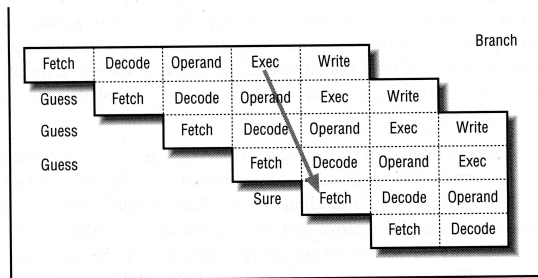 Branch
Fetch Decode Operand Exec Write
Guess Fetch Decode Operand Exec Write
Guess Fetch Decode Operand Exec Write
Guess Fetch Decode Operand Exec
Sure Fetch Decode Operand
Fetch Decode